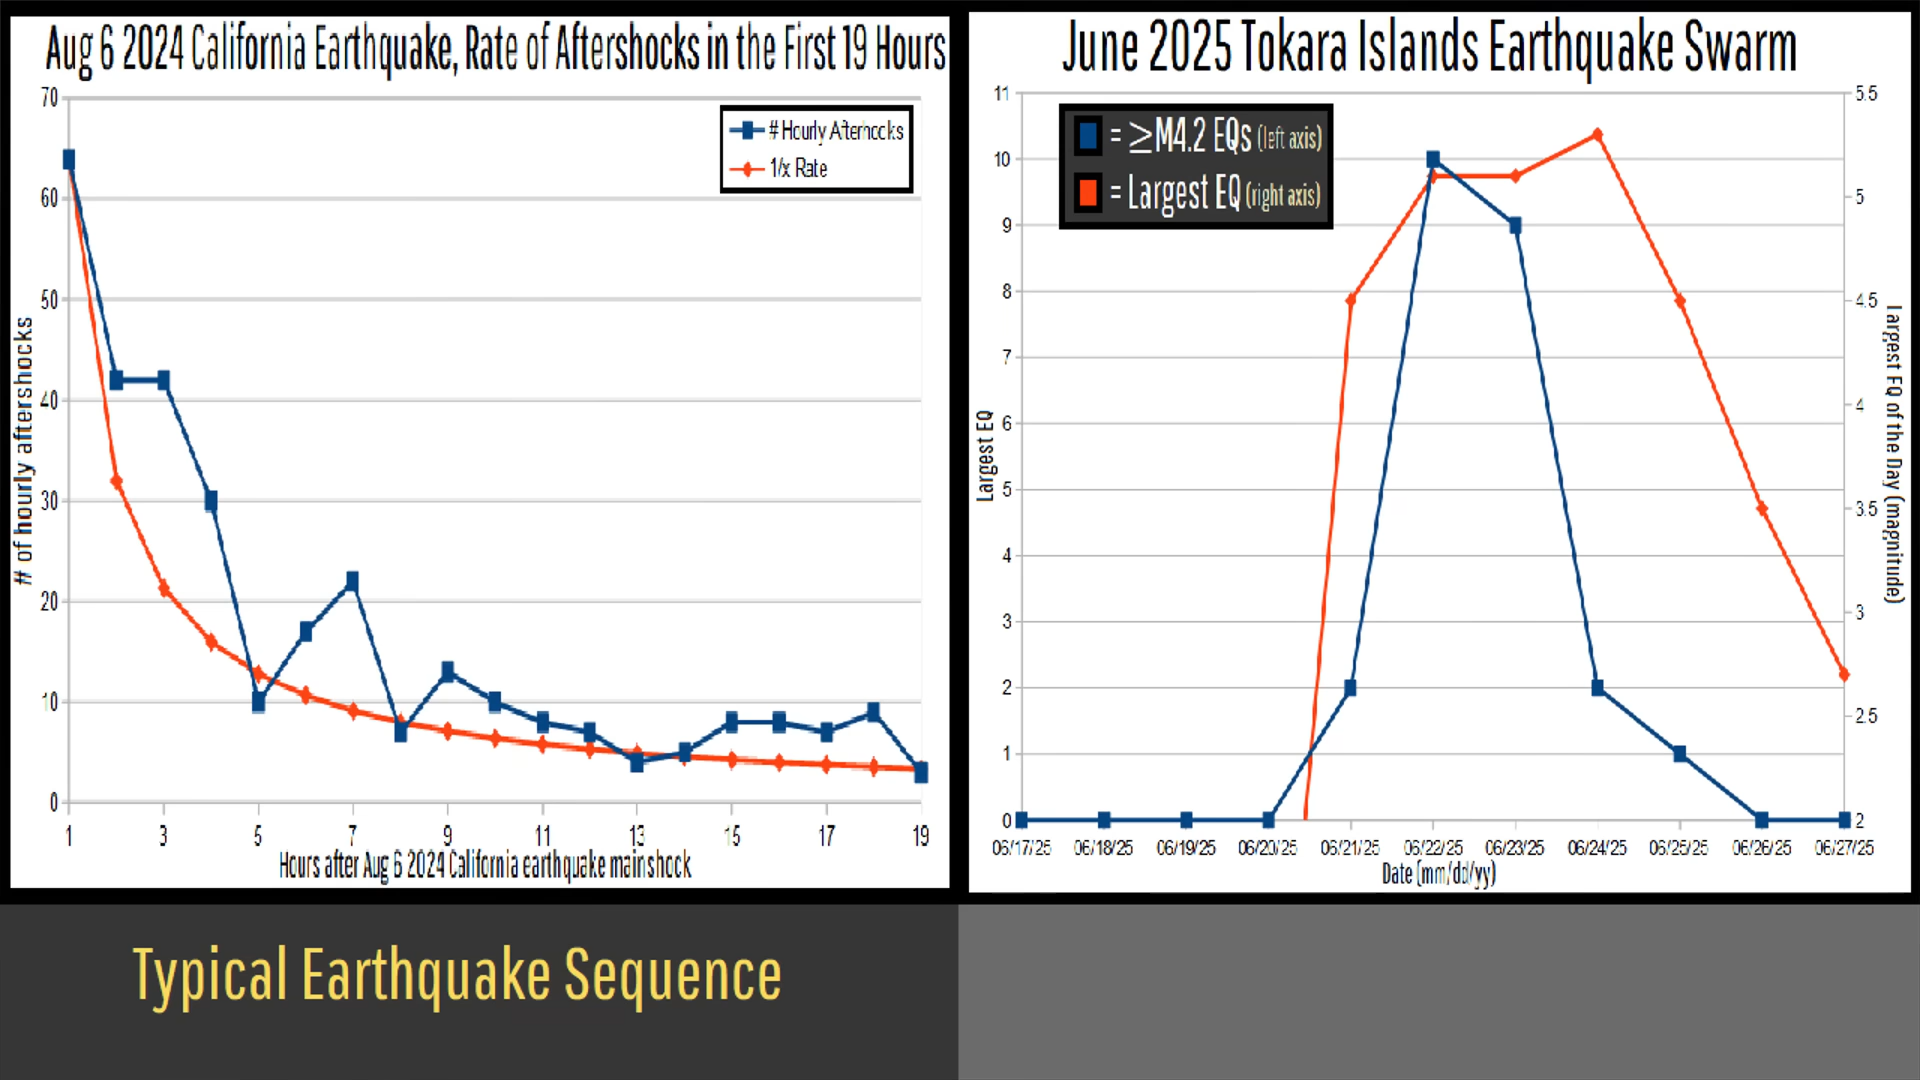 Aug 6 2024 California Earthquake, Rate of Aftershocks in the First 19 Hours
70
60
50
40
30
20
10
0
# of hourly aftershocks
# Hourly Afterhocks
1/x Rate
1 3 5 7 9 11 13 15 17 19
Hours after Aug 6 2024 California earthquake mainshock
June 2025 Tokara Islands Earthquake Swarm
11
10
9
8
7
6
5
4
3
2
1
0
Largest EQ
= ≥M4.2 EQs (left axis)
= Largest EQ (right axis)
5.5
5
4.5
4
3.5
3
2.5
2
Largest EQ of the Day (magnitude)
06/17/25 06/18/25 06/19/25 06/20/25 06/21/25 06/22/25 06/23/25 06/24/25 06/25/25 06/26/25 06/27/25
Date (mm/dd/yy)
Typical Earthquake Sequence